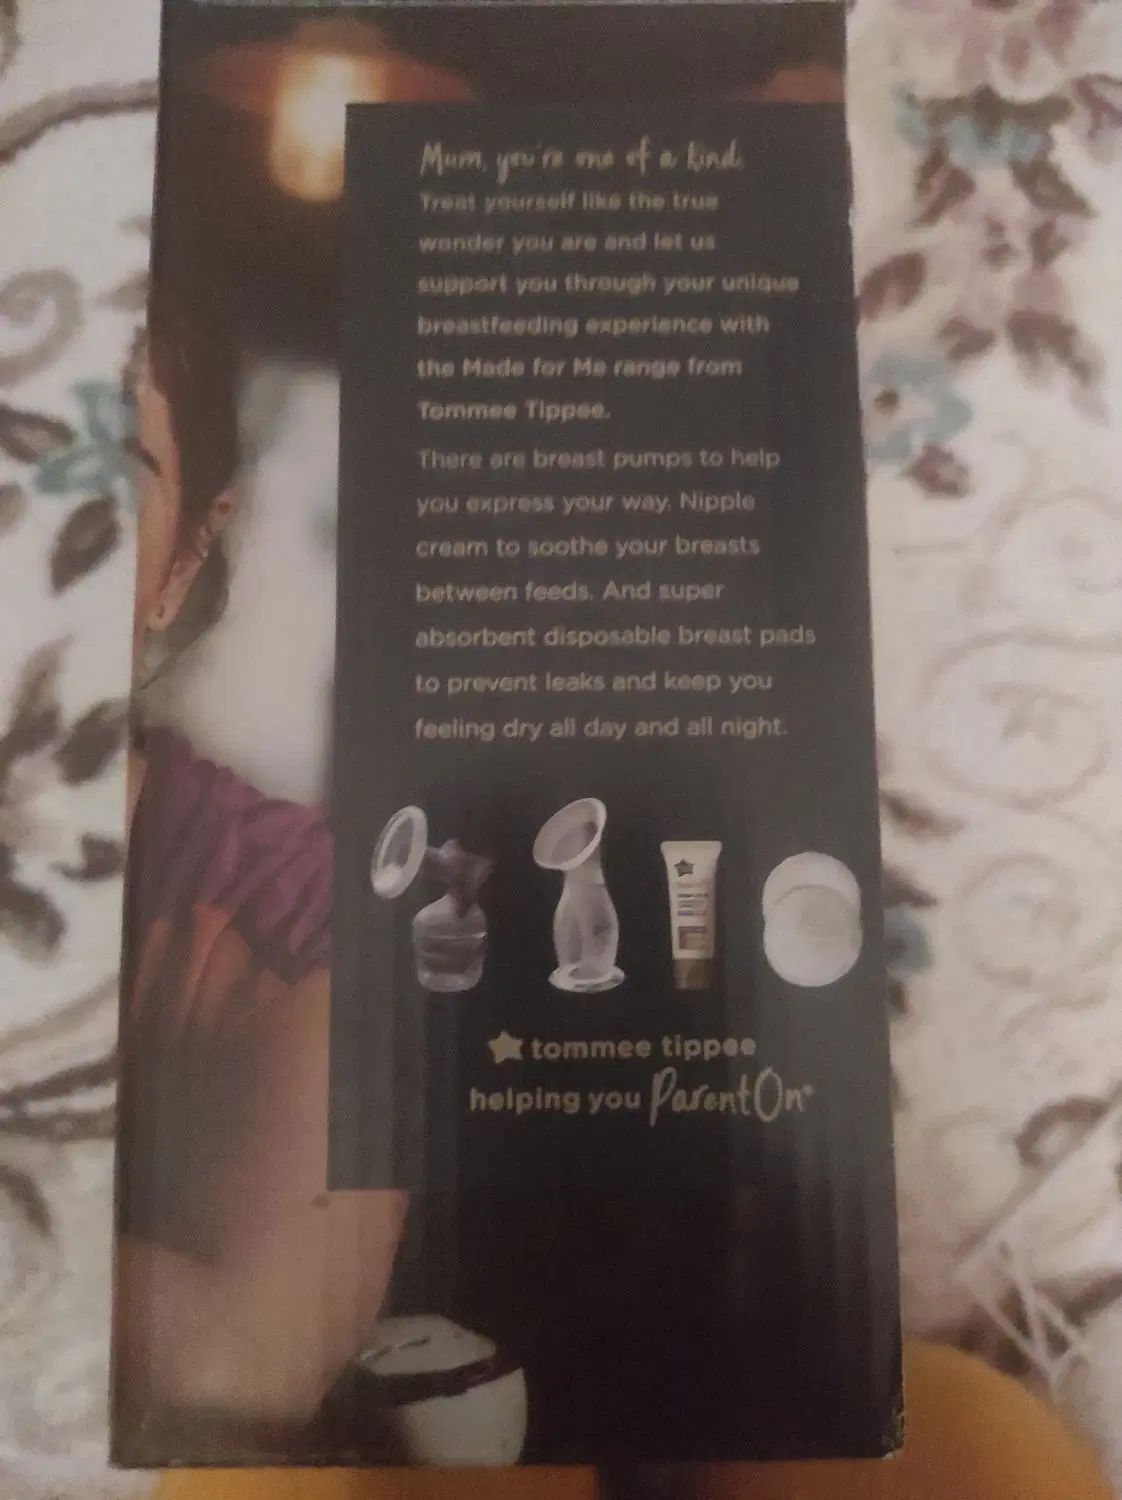 Mum, you're one of a kind
Treat yourself like the true
wonder you are and let us
support you through your unique
breastfeeding experience with
the Made for Me range from
Tommee Tippee.
There are breast pumps to help
you express your way. Nipple
cream to soothe your breasts
between feeds. And super
absorbent disposable breast pads
to prevent leaks and keep you
feeling dry all day and all night.
tommee tippee
helping you ParentOn